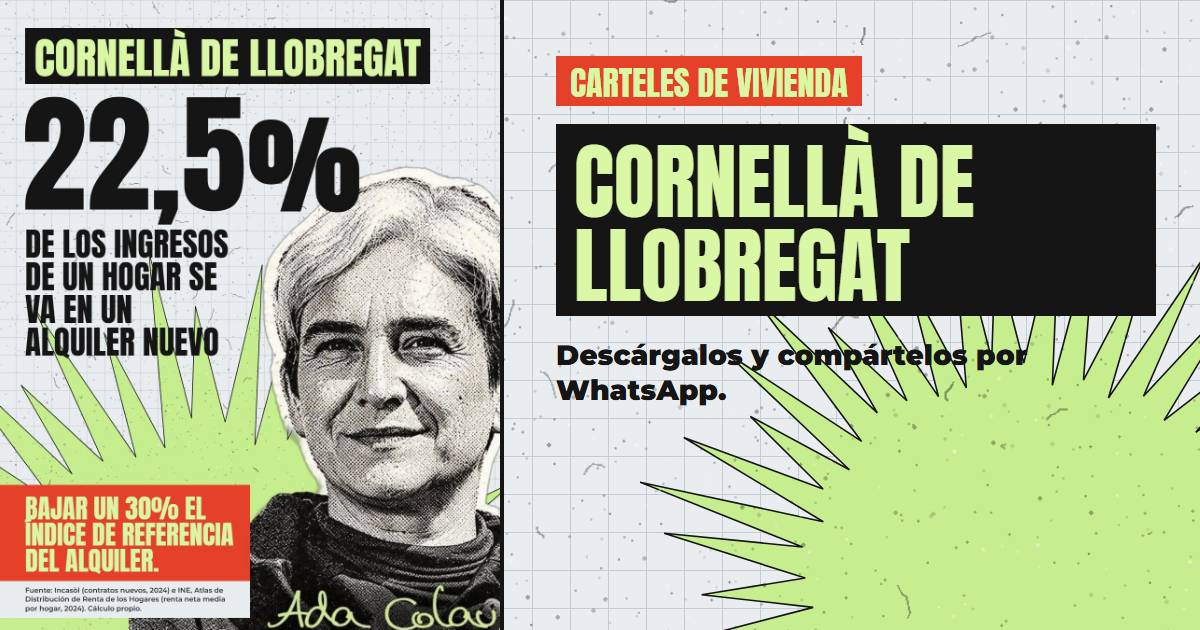 CORNELLÀ DE LLOBREGAT
22,5%
DE LOS INGRESOS
DE UN HOGAR SE
VA EN UN
ALQUILER NUEVO
BAJAR UN 30% EL
ÍNDICE DE REFERENCIA
DEL ALQUILER.
Fuente: Incasòl (contratos nuevos, 2024) e INE, Atlas de
Distribución de Renta de los Hogares (renta neta media
por hogar, 2024). Cálculo propio.
Ada Colau
CARTELES DE VIVIENDA
CORNELLÀ DE
LLOBREGAT
Descárgalos y compártelos por
WhatsApp.